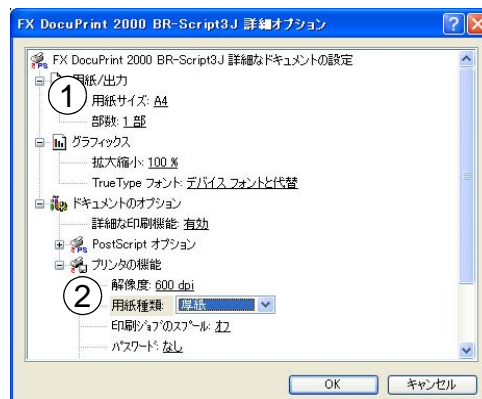 FX DocuPrint 2000 BR-Script3J 詳細オプション
FX DocuPrint 2000 BR-Script3J 詳細なドキュメントの設定
用紙/出力
① 用紙サイズ: A4
部数: 1 部
グラフィックス
拡大縮小: 100 %
TrueType フォント: デバイス フォントと代替
ドキュメントのオプション
詳細な印刷機能: 有効
PostScript オプション
プリンタの機能
解像度: 600 dpi
② 用紙種類: 厚紙
印刷ジョブのスプール: オフ
パスワード: なし
OK キャンセル